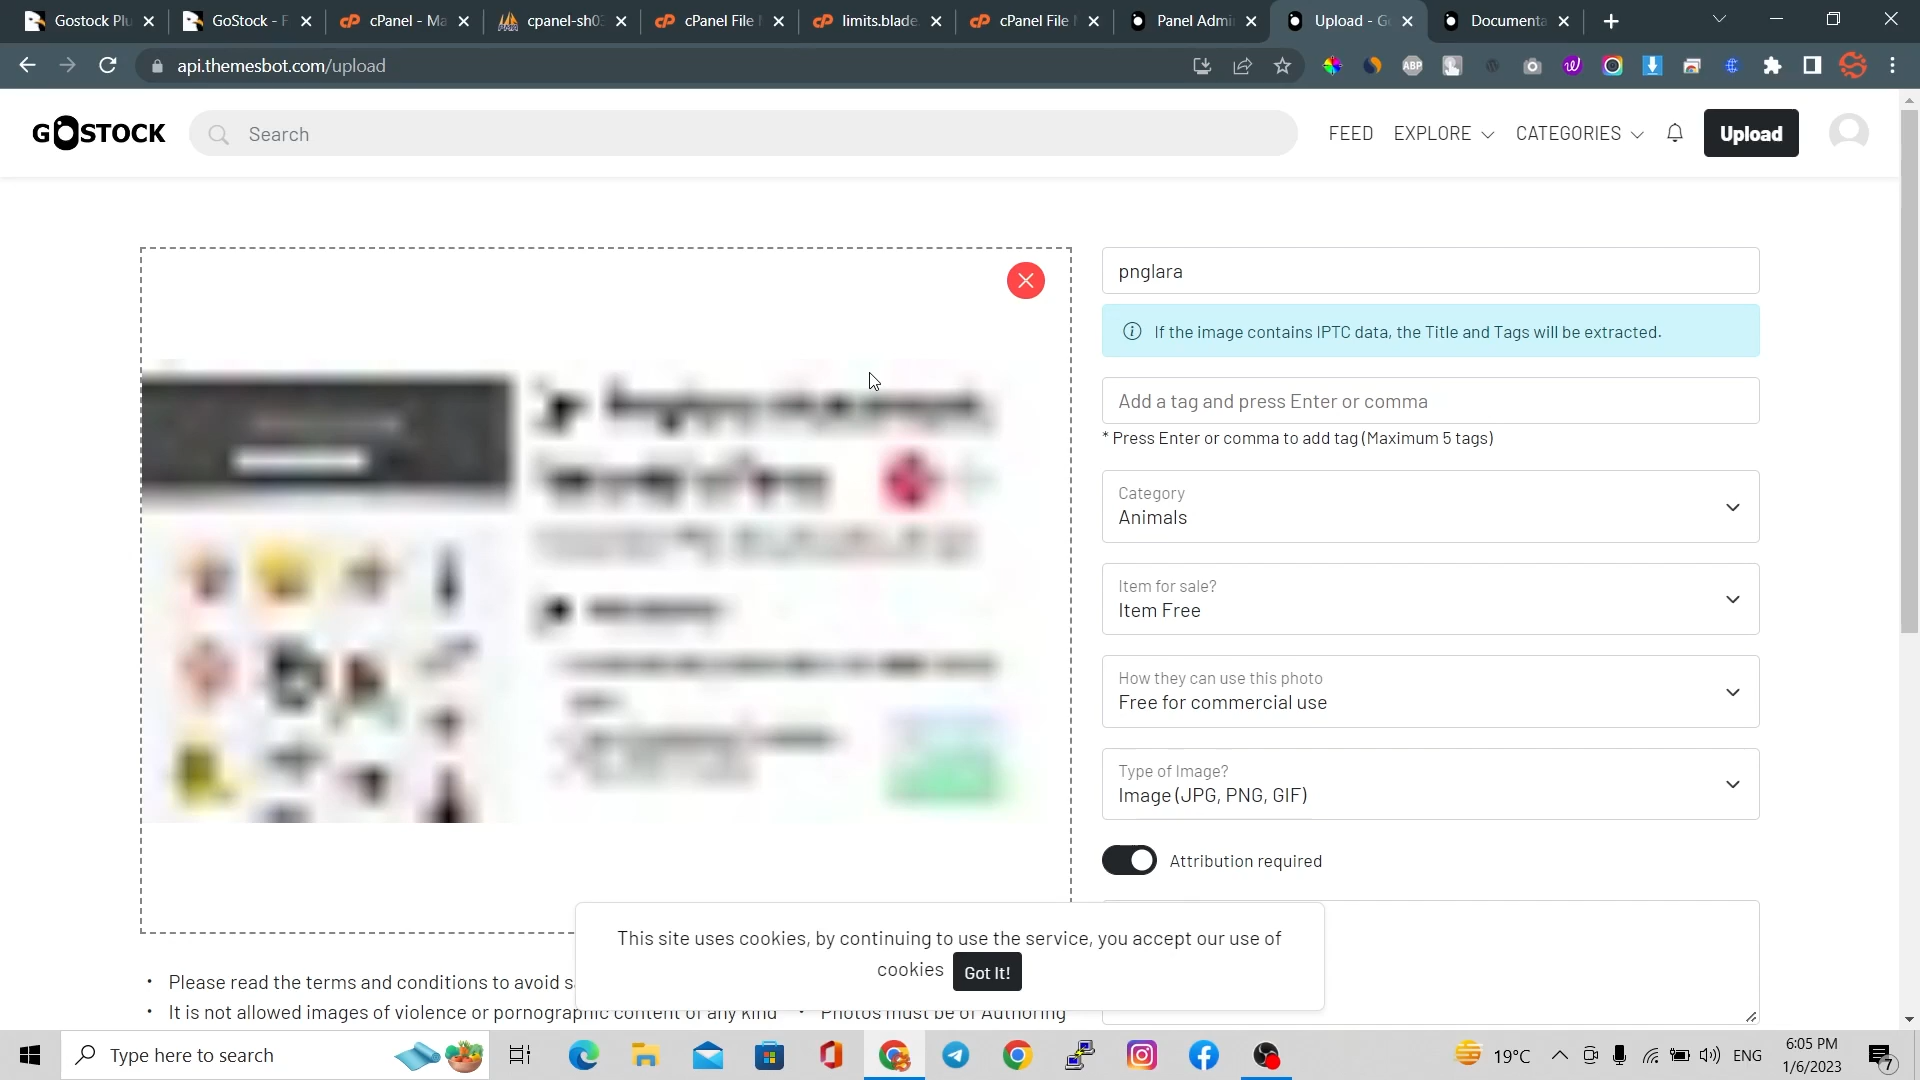 Gostock Plu
GoStock - F
cPanel - Ma
cpanel-sh03
cPanel File
limits.blade.
cPanel File
Panel Admi
Upload - Go
Documenta
api.themesbot.com/upload
GOSTOCK
Search
FEED
EXPLORE
CATEGORIES
Upload
pnglara
If the image contains IPTC data, the Title and Tags will be extracted.
Add a tag and press Enter or comma
* Press Enter or comma to add tag (Maximum 5 tags)
Category
Animals
Item for sale?
Item Free
How they can use this photo
Free for commercial use
Type of Image?
Image (JPG, PNG, GIF)
Attribution required
This site uses cookies, by continuing to use the service, you accept our use of
cookies Got It!
• Please read the terms and conditions to avoid s
• It is not allowed images of violence or pornographic content of any kind • Photos must be of Authoring
Type here to search
19°C
ENG
6:05 PM
1/6/2023
7